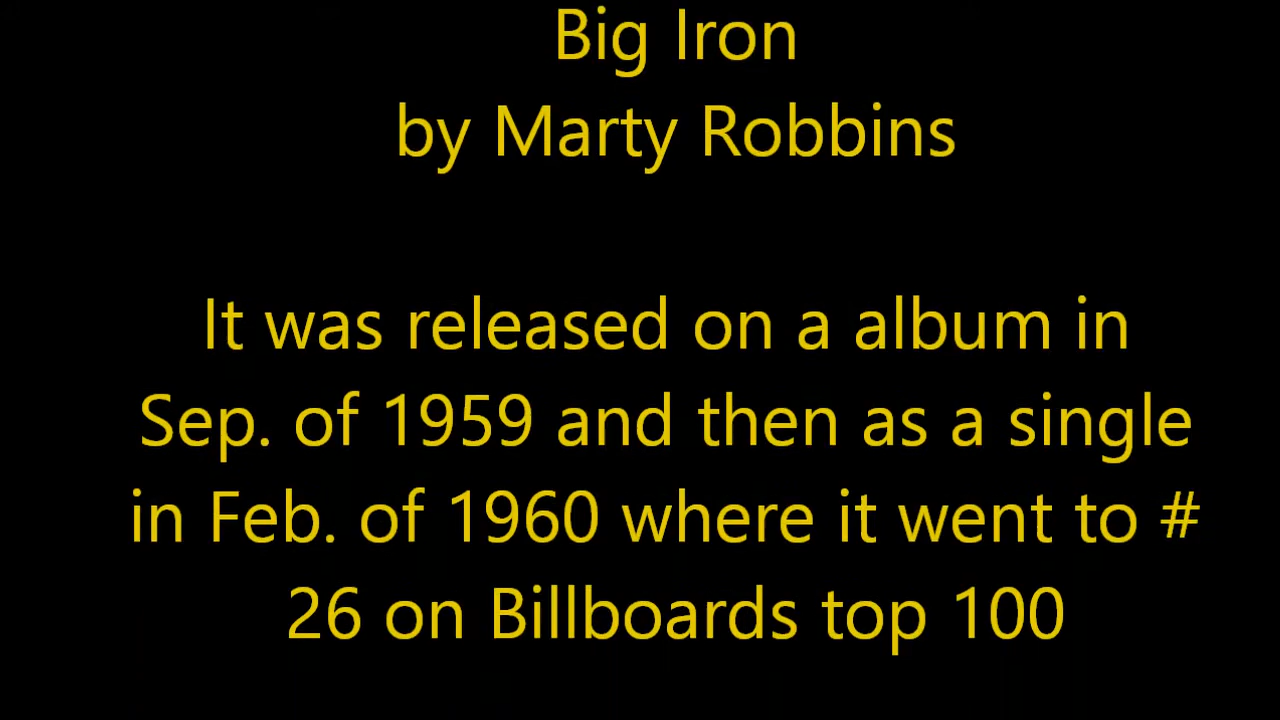 Big Iron
by Marty Robbins
It was released on a album in
Sep. of 1959 and then as a single
in Feb. of 1960 where it went to #
26 on Billboards top 100